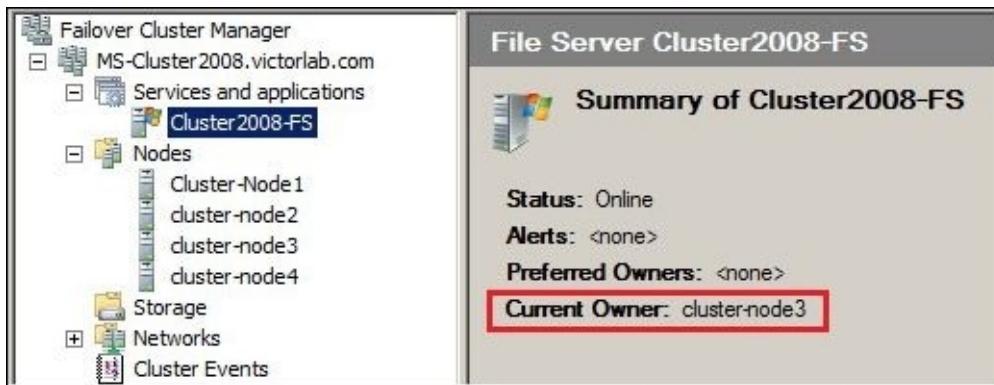 Failover Cluster Manager
MS-Cluster2008.victorlab.com
Services and applications
Cluster2008-FS
Nodes
Cluster-Node1
cluster-node2
cluster-node3
cluster-node4
Storage
Networks
Cluster Events
File Server Cluster2008-FS
Summary of Cluster2008-FS
Status: Online
Alerts: <none>
Preferred Owners: <none>
Current Owner: cluster-node3